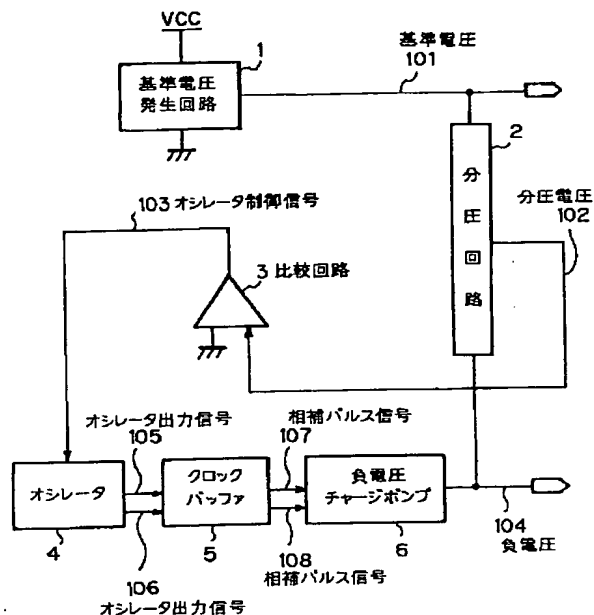 VCC
基準電圧
101
1
基準電圧
発生回路
2
分圧回路
分圧電圧
102
103 オシレータ制御信号
3 比較回路
オシレータ出力信号
105
相補パルス信号
107
オシレータ
4
クロック
バッファ
5
負電圧
チャージポンプ
6
104
負電圧
106
オシレータ出力信号
108
相補パルス信号